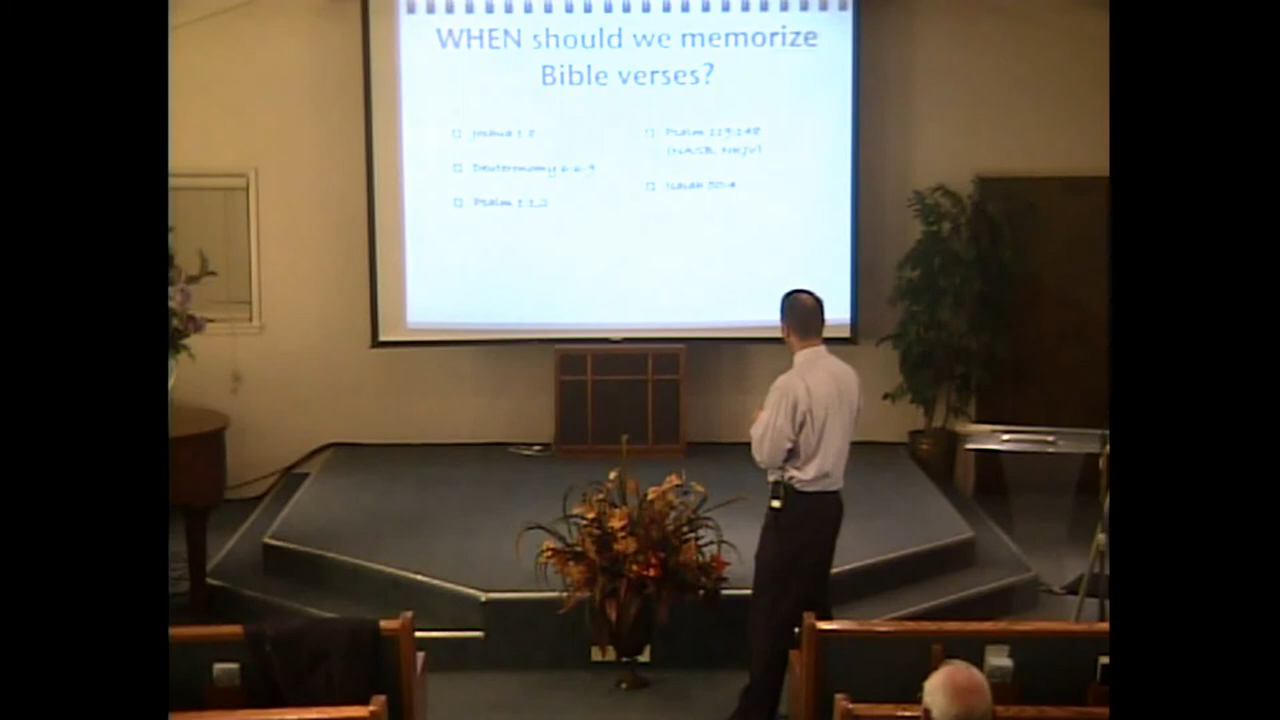 WHEN should we memorize
Bible verses?
Joshua 1:8
Deuteronomy 6:6-9
Psalm 1:1,2
Psalm 119:148
(NASB, NKJV)
Isaiah 50:4